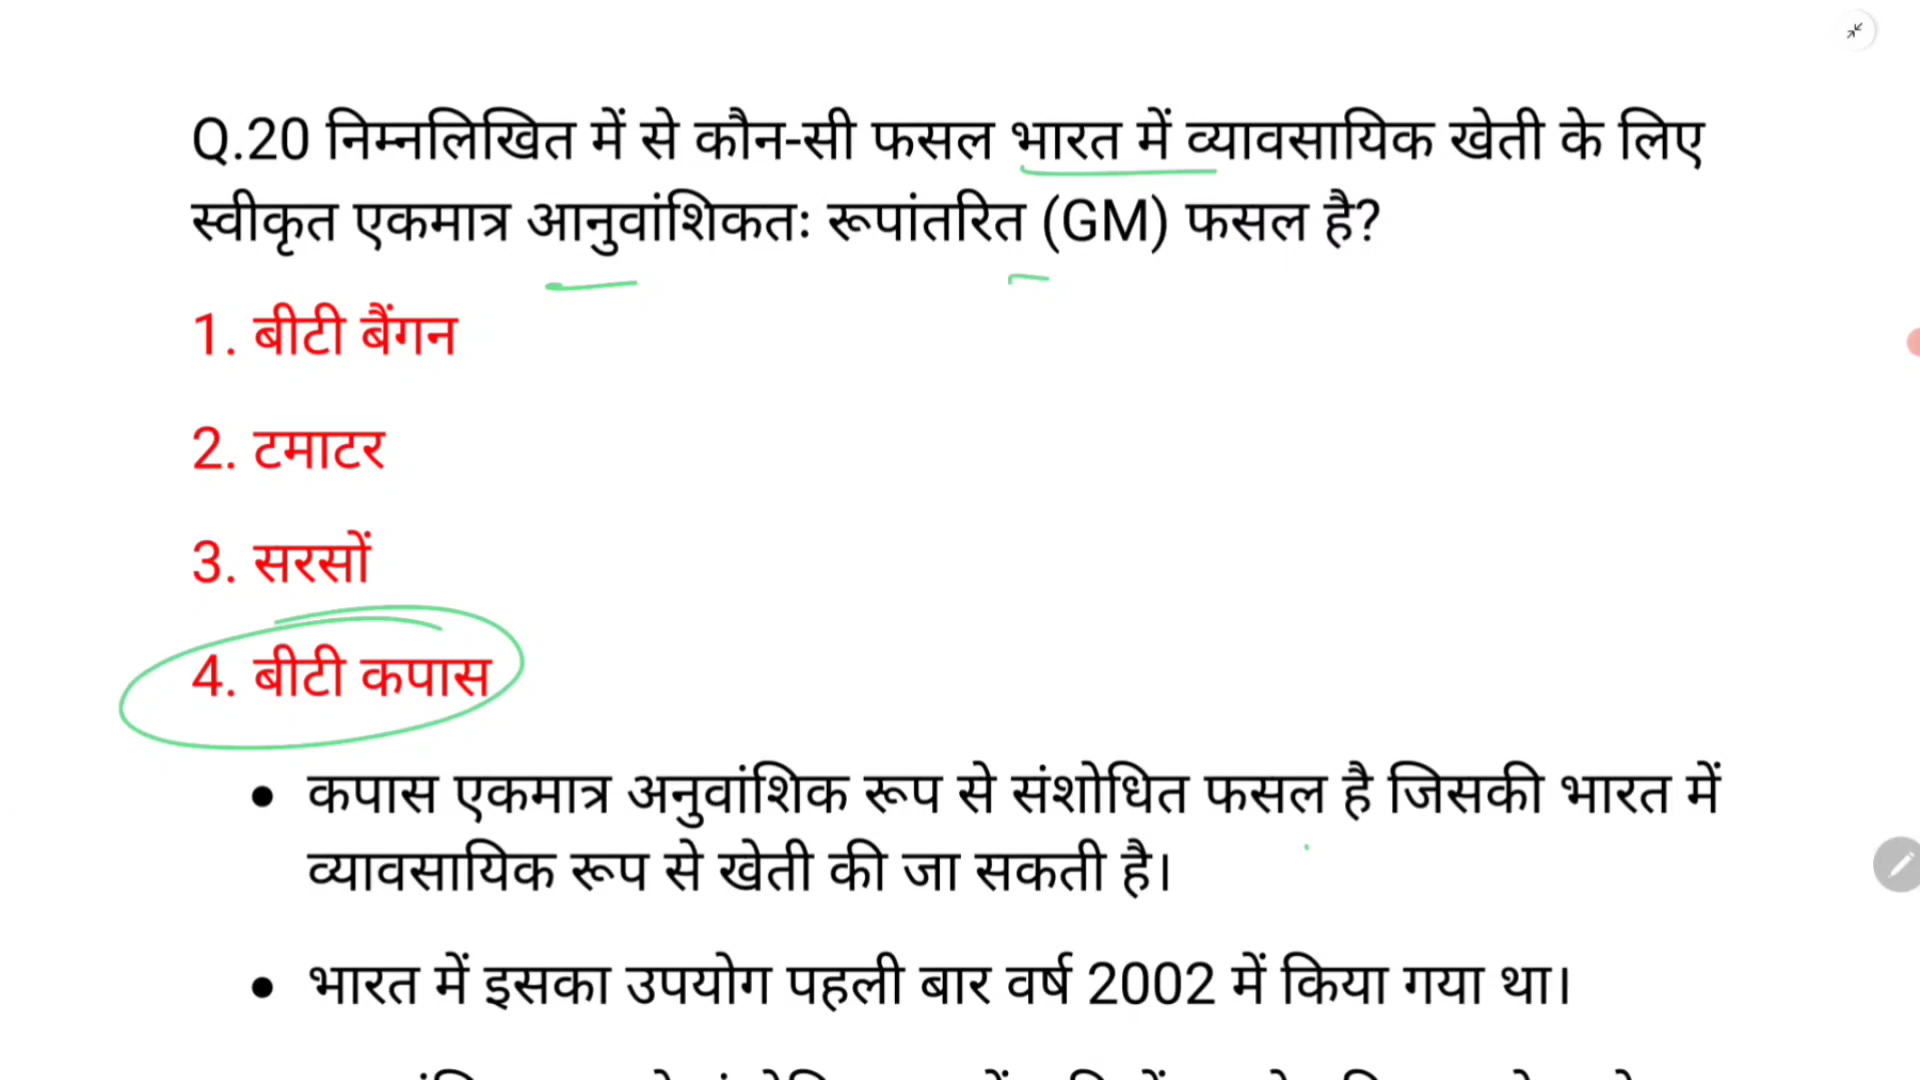 Q.20 निम्नलिखित में से कौन-सी फसल भारत में व्यावसायिक खेती के लिए
स्वीकृत एकमात्र आनुवांशिकतः रूपांतरित (GM) फसल है?
1. बीटी बैंगन
2. टमाटर
3. सरसों
4. बीटी कपास
• कपास एकमात्र अनुवांशिक रूप से संशोधित फसल है जिसकी भारत में
व्यावसायिक रूप से खेती की जा सकती है।
• भारत में इसका उपयोग पहली बार वर्ष 2002 में किया गया था।